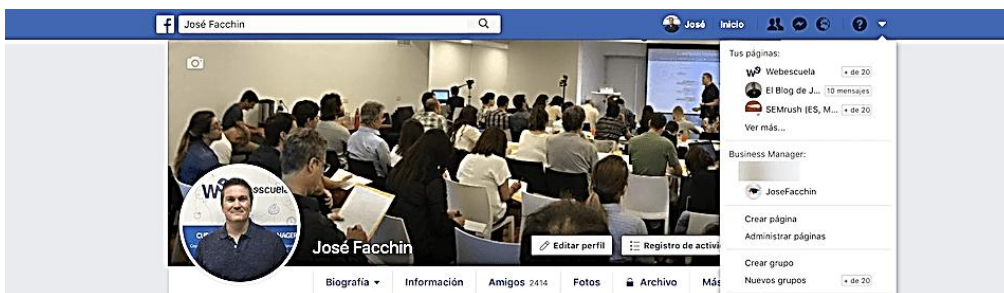 José Facchin
José Inicio
Tus páginas:
Webescuela + de 20
El Blog de J... 10 mensajes
SEMrush (ES, M... + de 20
Ver más...
Business Manager:
JoseFacchin
Crear página
Administrar páginas
Crear grupo
Nuevos grupos + de 20
José Facchin
Editar perfil
Registro de activi
Biografía
Información
Amigos 2414
Fotos
Archivo
Más